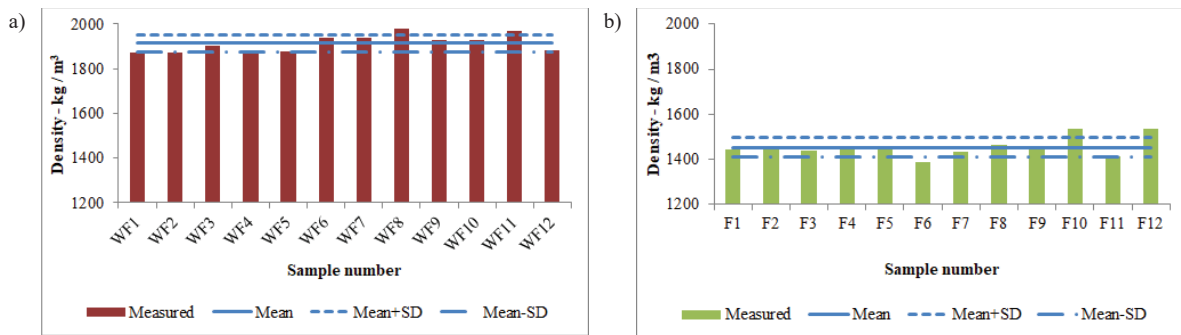 a)
Density - kg / m³
2000
1800
1600
1400
1200
WF1 WF2 WF3 WF4 WF5 WF6 WF7 WF8 WF9 WF10 WF11 WF12
Sample number
Measured Mean Mean+SD Mean-SD
b)
Density - kg / m3
2000
1800
1600
1400
1200
F1 F2 F3 F4 F5 F6 F7 F8 F9 F10 F11 F12
Sample number
Measured Mean Mean+SD Mean-SD